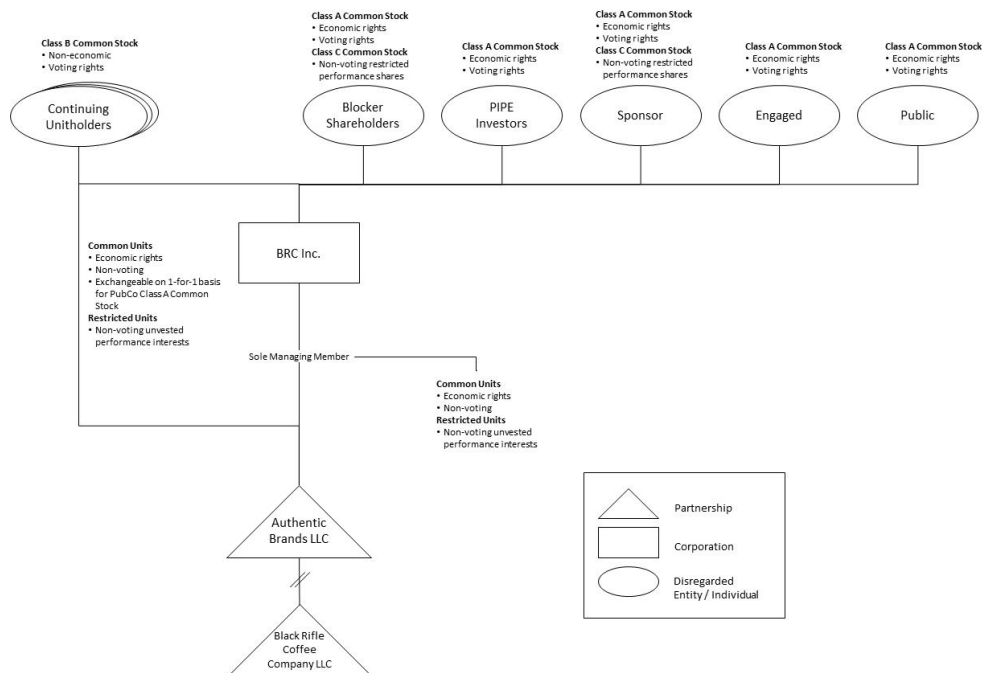 Class B Common Stock
• Non-economic
• Voting rights
Continuing
Unitholders
Class A Common Stock
• Economic rights
• Voting rights
Class C Common Stock
• Non-voting restricted
performance shares
Blocker
Shareholders
Class A Common Stock
• Economic rights
• Voting rights
PIPE
Investors
Class A Common Stock
• Economic rights
• Voting rights
Class C Common Stock
• Non-voting restricted
performance shares
Sponsor
Class A Common Stock
• Economic rights
• Voting rights
Engaged
Class A Common Stock
• Economic rights
• Voting rights
Public
Common Units
• Economic rights
• Non-voting
• Exchangeable on 1-for-1 basis
for PubCo Class A Common
Stock
Restricted Units
• Non-voting unvested
performance interests
BRC Inc.
Sole Managing Member
Common Units
• Economic rights
• Non-voting
Restricted Units
• Non-voting unvested
performance interests
Authentic
Brands LLC
Black Rifle
Coffee
Company LLC
Partnership
Corporation
Disregarded
Entity / Individual